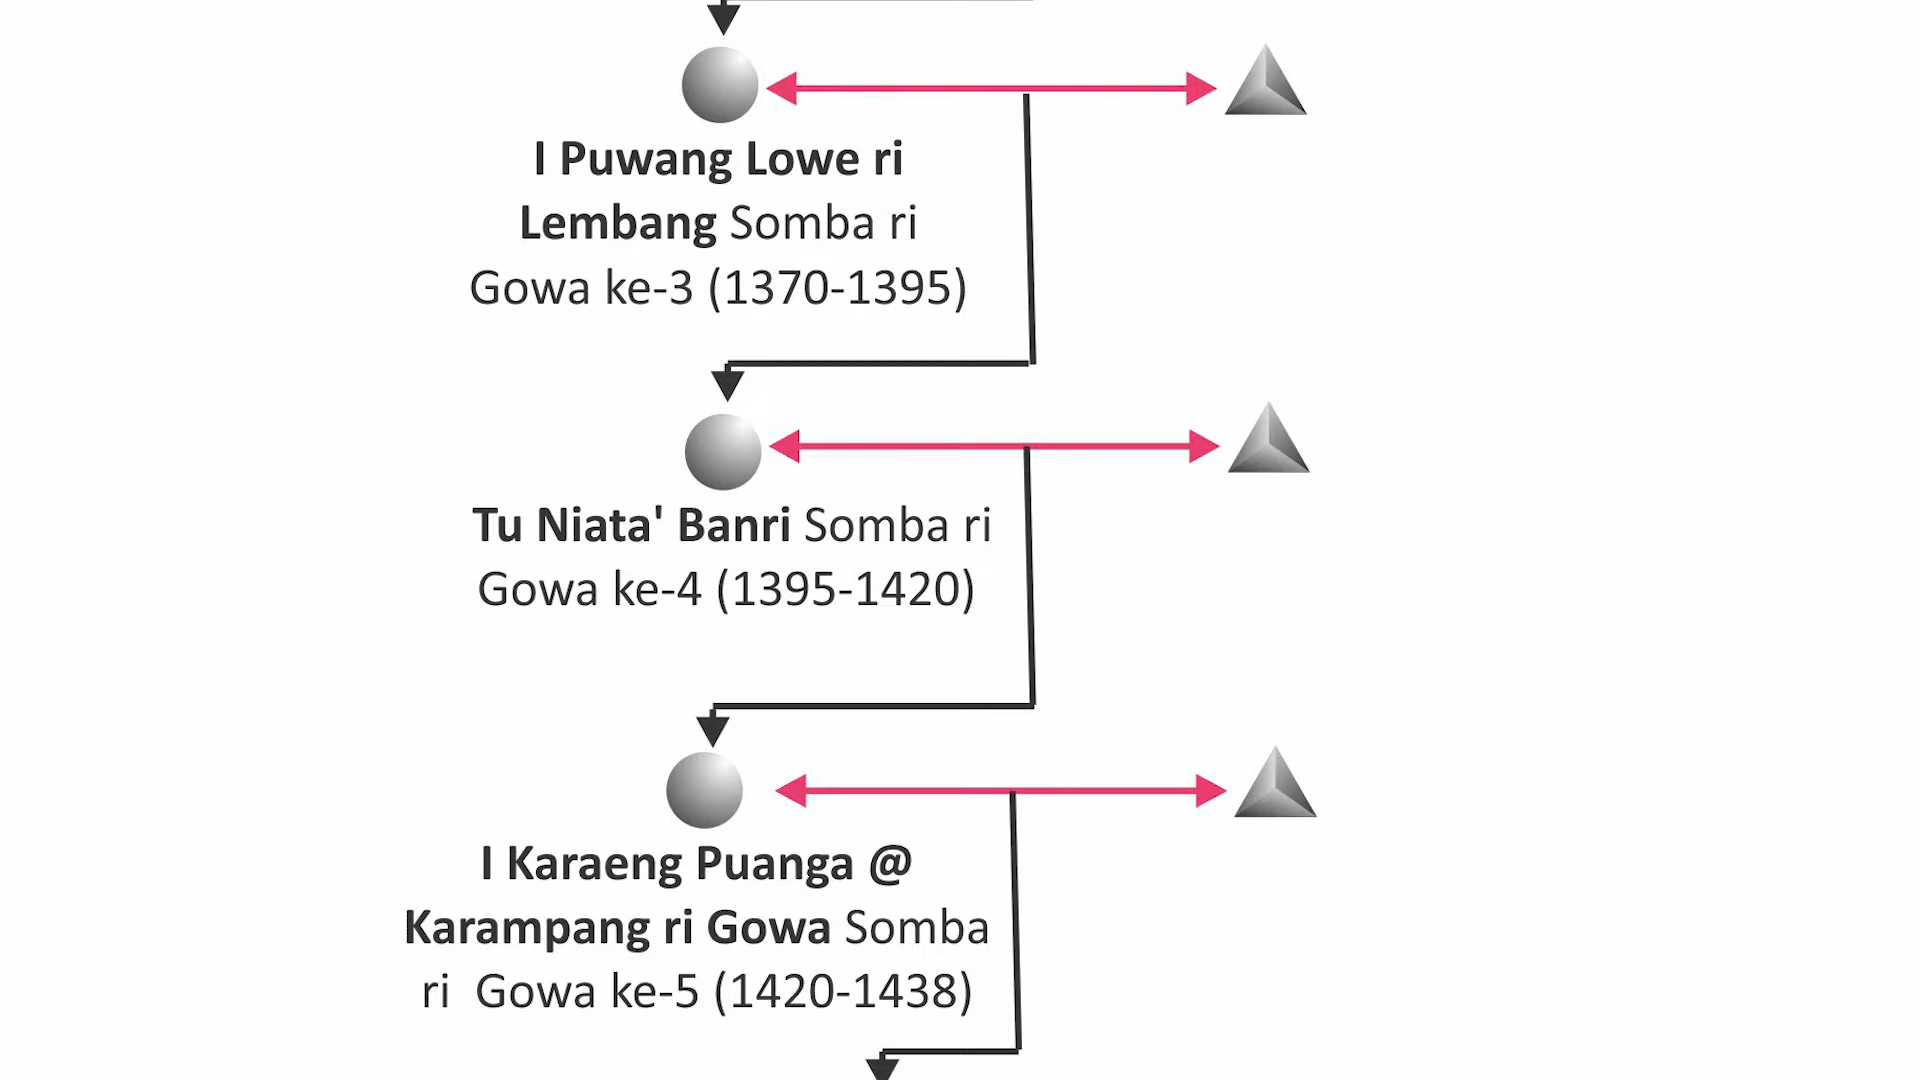 I Puwang Lowe ri
Lembang Somba ri
Gowa ke-3 (1370-1395)
Tu Niata' Banri Somba ri
Gowa ke-4 (1395-1420)
I Karaeng Puanga @
Karampang ri Gowa Somba
ri  Gowa ke-5 (1420-1438)